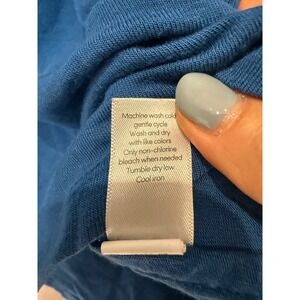 Machine wash cold
gentle cycle
Wash and dry
with like colors
Only non-chlorine
bleach when needed
Tumble dry low
Cool iron